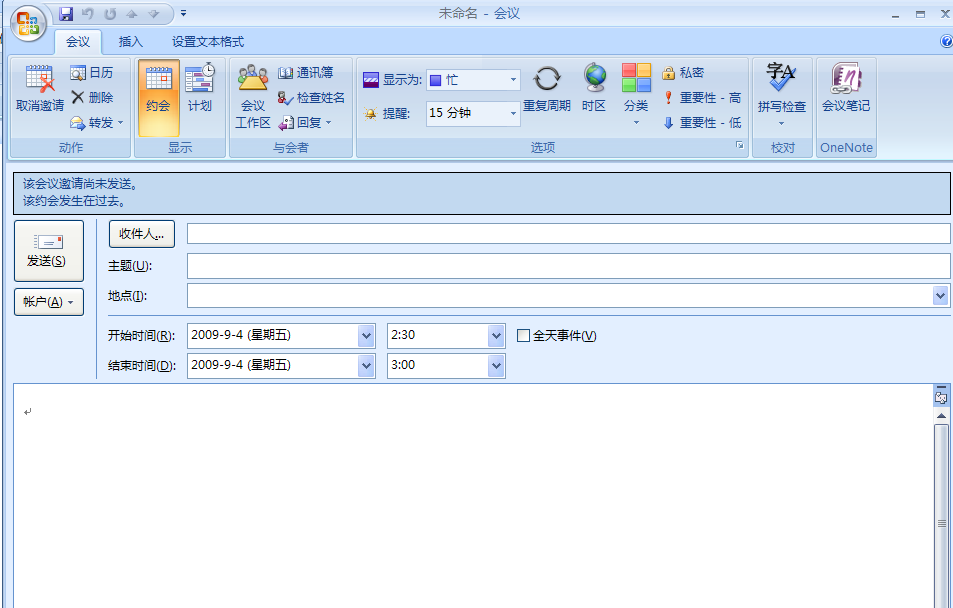 未命名 - 会议
会议 插入 设置文本格式
取消邀请 日历 删除 转发
动作
约会 计划
显示
会议工作区 通讯簿 检查姓名 回复
与会者
显示为: 忙
提醒: 15 分钟
重复周期 时区 分类
私密
重要性 - 高
重要性 - 低
选项
拼写检查
校对
会议笔记
OneNote
该会议邀请尚未发送。
该约会发生在过去。
发送(S)
帐户(A)
收件人...
主题(U):
地点(I):
开始时间(R): 2009-9-4 (星期五) 2:30 全天事件(V)
结束时间(D): 2009-9-4 (星期五) 3:00